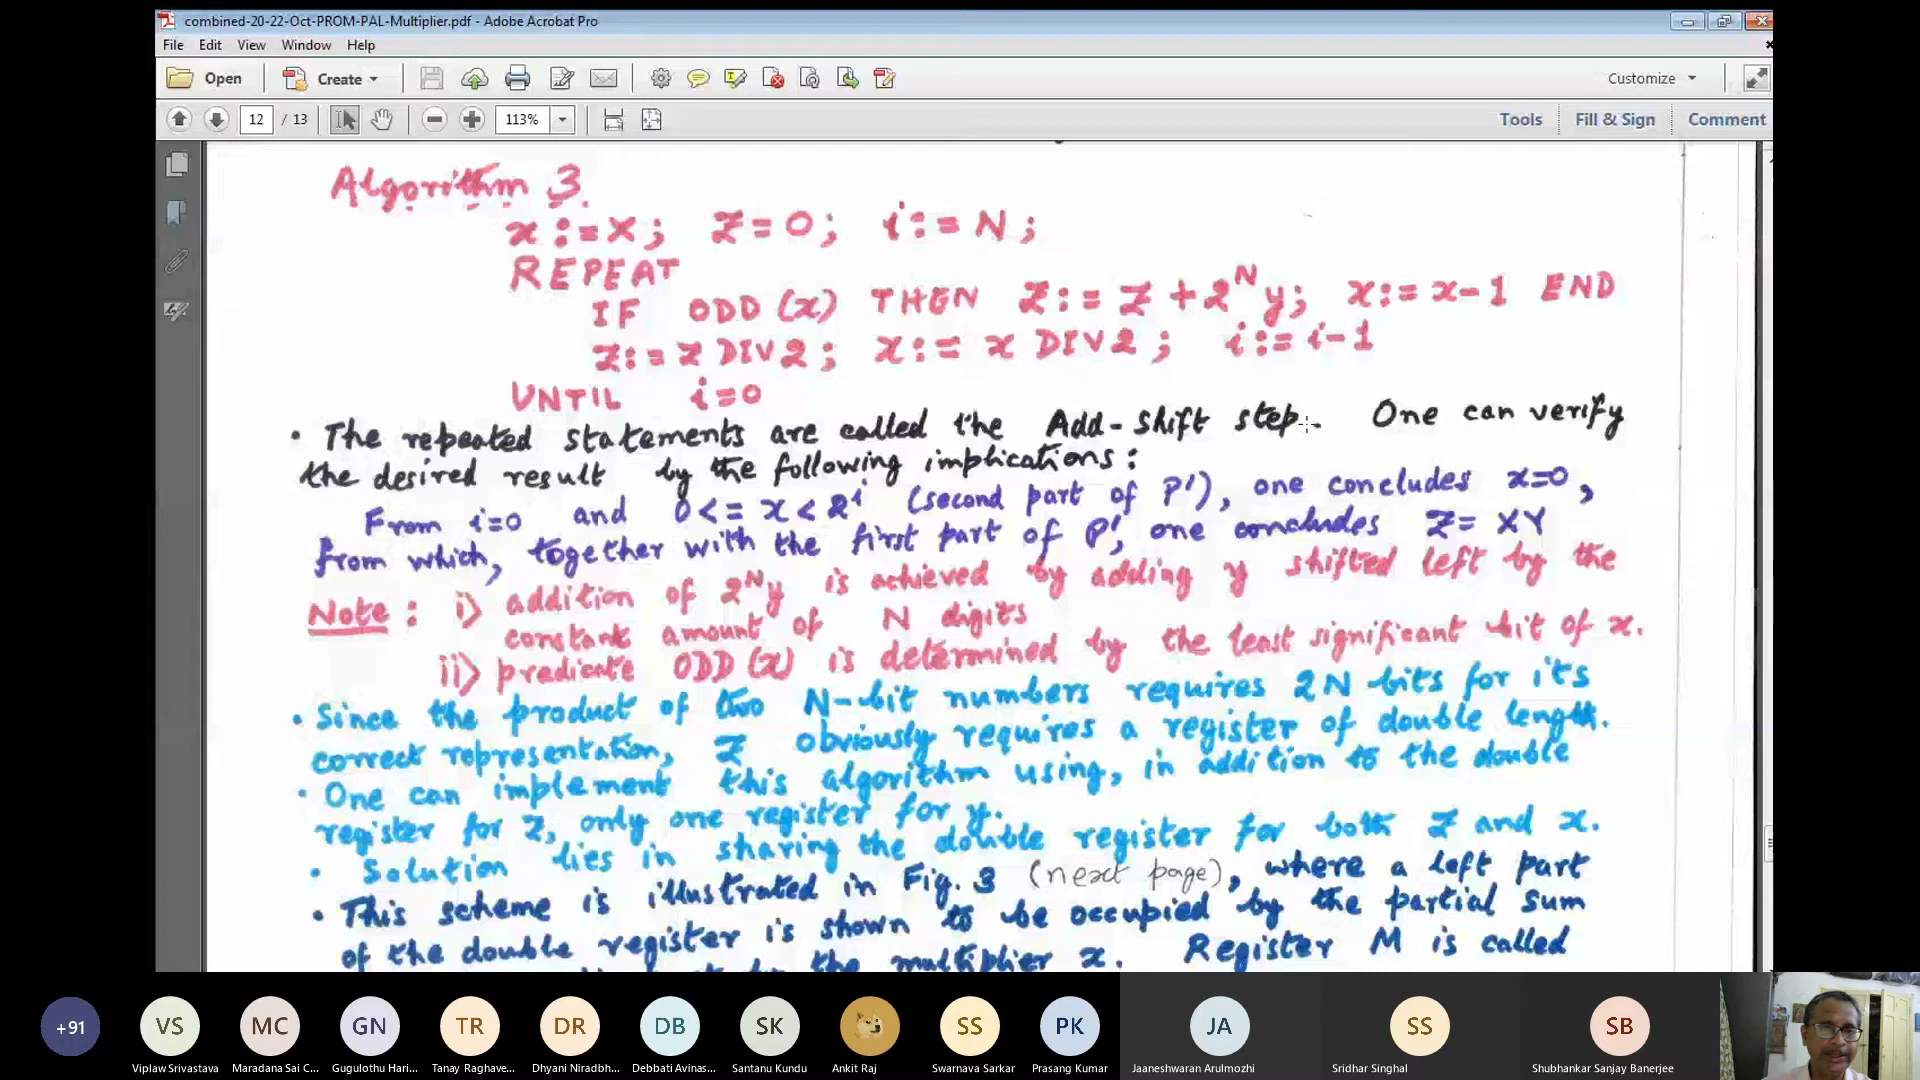 combined-20-22-Oct-PROM-PAL-Multiplier.pdf - Adobe Acrobat Pro
File Edit View Window Help
Open Create Customize
12 / 13 113% Tools Fill & Sign Comment
Algorithm 3.
x := X; Z = 0; i := N;
REPEAT
IF ODD (x) THEN Z := Z + 2^N y; x := x - 1 END
Z := Z DIV 2; x := x DIV 2; i := i - 1
UNTIL i = 0
• The repeated statements are called the Add-shift step. One can verify
the desired result by the following implications:
From i=0 and 0 <= x < 2^i (second part of P'), one concludes x=0,
from which, together with the first part of P', one concludes Z = XY
Note: i> addition of 2^N y is achieved by adding y shifted left by the
constant amount of N digits
ii> predicate ODD (x) is determined by the least significant bit of x.
• Since the product of two N-bit numbers requires 2N bits for it's
correct representation, Z obviously requires a register of double length.
• One can implement this algorithm using, in addition to the double
register for Z, only one register for y.
• Solution lies in sharing the double register for both Z and x.
• This scheme is illustrated in Fig. 3 (next page), where a left part
of the double register is shown to be occupied by the partial sum
by the multiplier x. Register M is called
+91 VS MC GN TR DR DB SK SS PK JA SS SB
Viplaw Srivastava Maradana Sai C... Gugulothu Hari... Tanay Raghave... Dhyani Niradbh... Debbati Avinas... Santanu Kundu Ankit Raj Swarnava Sarkar Prasang Kumar Jaaneshwaran Arulmozhi Sridhar Singhal Shubhankar Sanjay Banerjee